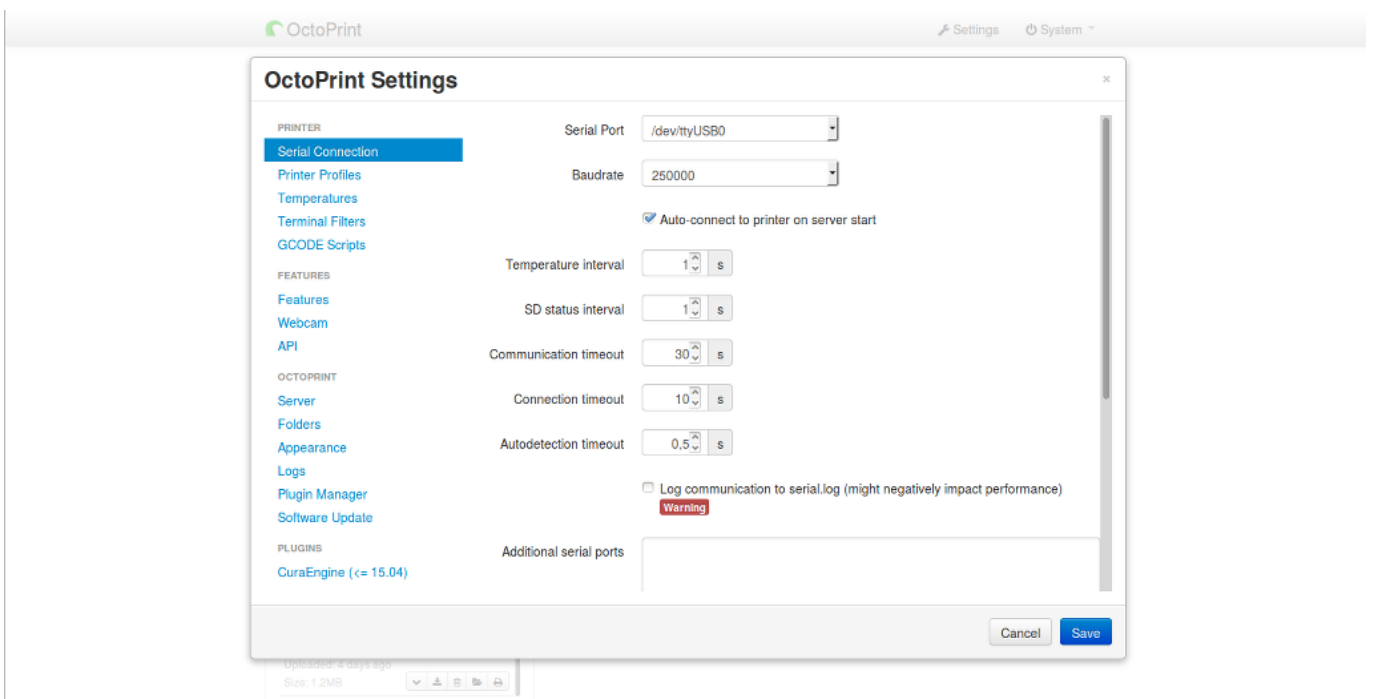 OctoPrint
Settings
System
OctoPrint Settings
×
PRINTER
Serial Connection
Printer Profiles
Temperatures
Terminal Filters
GCODE Scripts
FEATURES
Features
Webcam
API
OCTOPRINT
Server
Folders
Appearance
Logs
Plugin Manager
Software Update
PLUGINS
CuraEngine (<= 15.04)
Serial Port /dev/ttyUSB0
Baudrate 250000
Auto-connect to printer on server start
Temperature interval 1 s
SD status interval 1 s
Communication timeout 30 s
Connection timeout 10 s
Autodetection timeout 0,5 s
Log communication to serial.log (might negatively impact performance)
Warning
Additional serial ports
Cancel
Save
Uploaded: 4 days ago
Size: 1.2MB